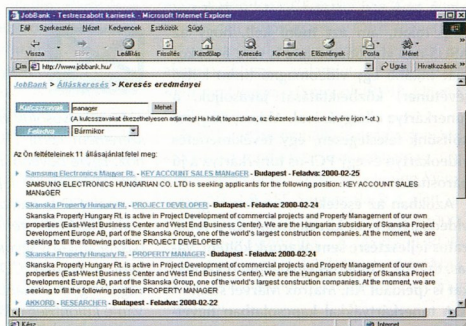 JobBank - Testreszabott karrierek - Microsoft Internet Explorer
Fájl Szerkesztés Nézet Kedvencek Eszközök Súgó
Vissza Leállítás Frissítés Kezdőlap Keresés Kedvencek Előzmények Posta Méret
Cím http://www.jobbank.hu/ Ugrás Hivatkozások »
JobBank > Álláskeresés > Keresés eredményei
Kulcsszavak manager Mehet
(A kulcsszavakat ékezethelyesen adja meg! Ha hibát tapasztalna, az ékezetes karakterek helyére írjon *-ot.)
Feladva Bármikor
Az Ön feltételeinek 11 állásajánlat felel meg:
Samsung Electronics Magyar Rt. - KEY ACCOUNT SALES MANaGER - Budapest - Feladva: 2000-02-25
SAMSUNG ELECTRONICS HUNGARIAN CO. LTD is seeking applicants for the following position: KEY ACCOUNT SALES
MANaGER
Skanska Property Hungary Rt. - PROJECT DEVELOPER - Budapest - Feladva: 2000-02-24
Skanska Property Hungary Rt. is active in Project Development of commercial projects and Property Management of our own
properties (East-West Business Center and West End Business Center). We are the Hungarian subsidiary of Skanska Project
Development Europe AB, part of the Skanska Group, one of the world's largest construction companies. At the moment, we are
seeking to fill the following position: PROJECT DEVELOPER
Skanska Property Hungary Rt. - PROPERTY MANAGER - Budapest - Feladva: 2000-02-24
Skanska Property Hungary Rt. is active in Project Development of commercial projects and Property Management of our own
properties (East-West Business Center and West End Business Center). We are the Hungarian subsidiary of Skanska Project
Development Europe AB, part of the Skanska Group, one of the world's largest construction companies. At the moment, we are
seeking to fill the following position: PROPERTY MANAGER
AKKORD - RESEARCHER - Budapest - Feladva: 2000-02-22
Kész Internet